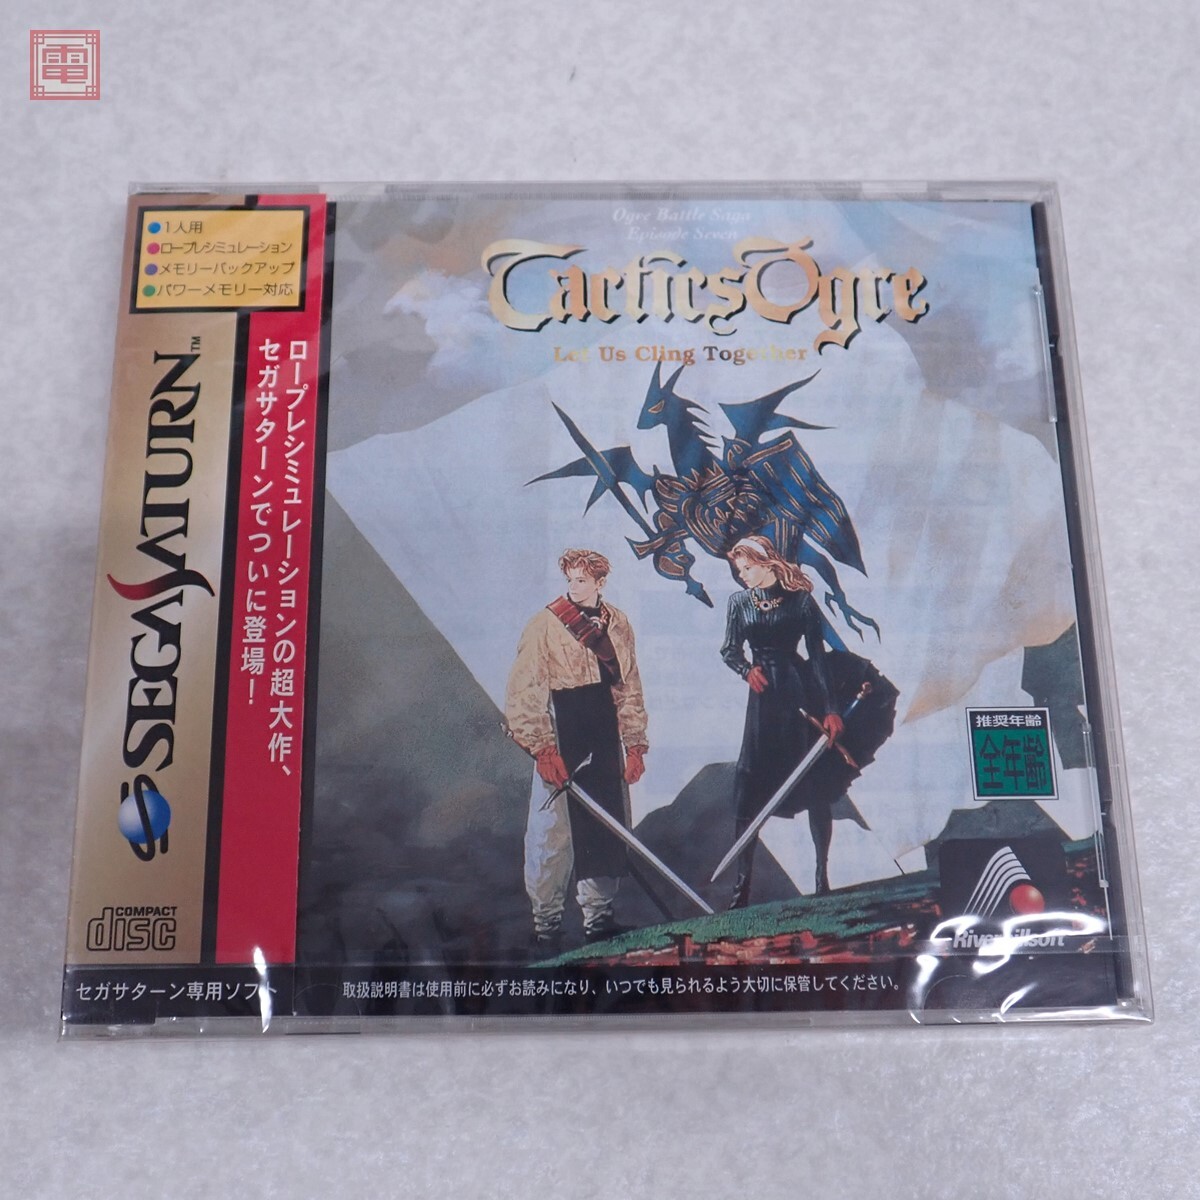 電
1人用
ロープレシミュレーション
メモリーバックアップ
パワーメモリー対応
SEGA SATURN™
ロープレシミュレーションの超大作、
セガサターンでついに登場！
COMPACT
disc
セガサターン専用ソフト
Ogre Battle Saga
Episode Seven
Tactics Ogre
Let Us Cling Together
推奨年齢
全年齢
Riverhillsoft
取扱説明書は使用前に必ずお読みになり、いつでも見られるよう大切に保管してください。